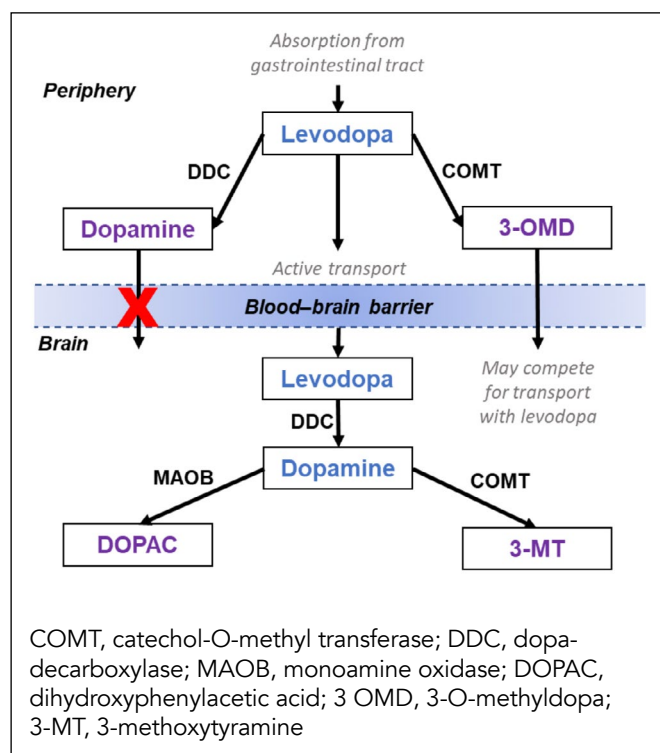 Absorption from
gastrointestinal tract
Periphery
Levodopa
DDC
COMT
Dopamine
3-OMD
Active transport
X
Blood–brain barrier
Brain
May compete
for transport
with levodopa
Levodopa
DDC
Dopamine
MAOB
COMT
DOPAC
3-MT
COMT, catechol-O-methyl transferase; DDC, dopa-
decarboxylase; MAOB, monoamine oxidase; DOPAC,
dihydroxyphenylacetic acid; 3 OMD, 3-O-methyldopa;
3-MT, 3-methoxytyramine